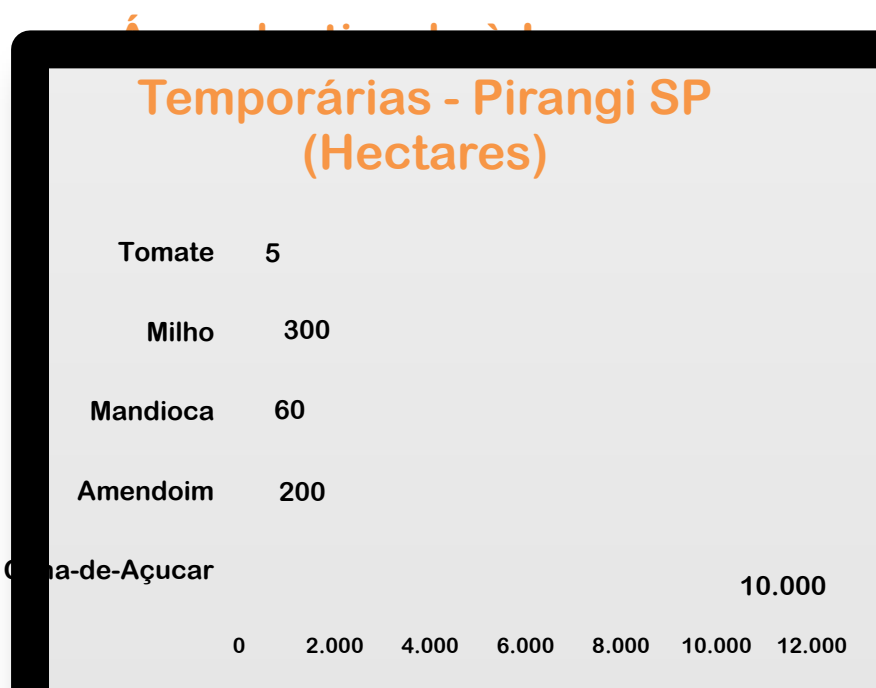 Temporárias - Pirangi SP
(Hectares)
Tomate 5
Milho 300
Mandioca 60
Amendoim 200
na-de-Açucar 10.000
0 2.000 4.000 6.000 8.000 10.000 12.000